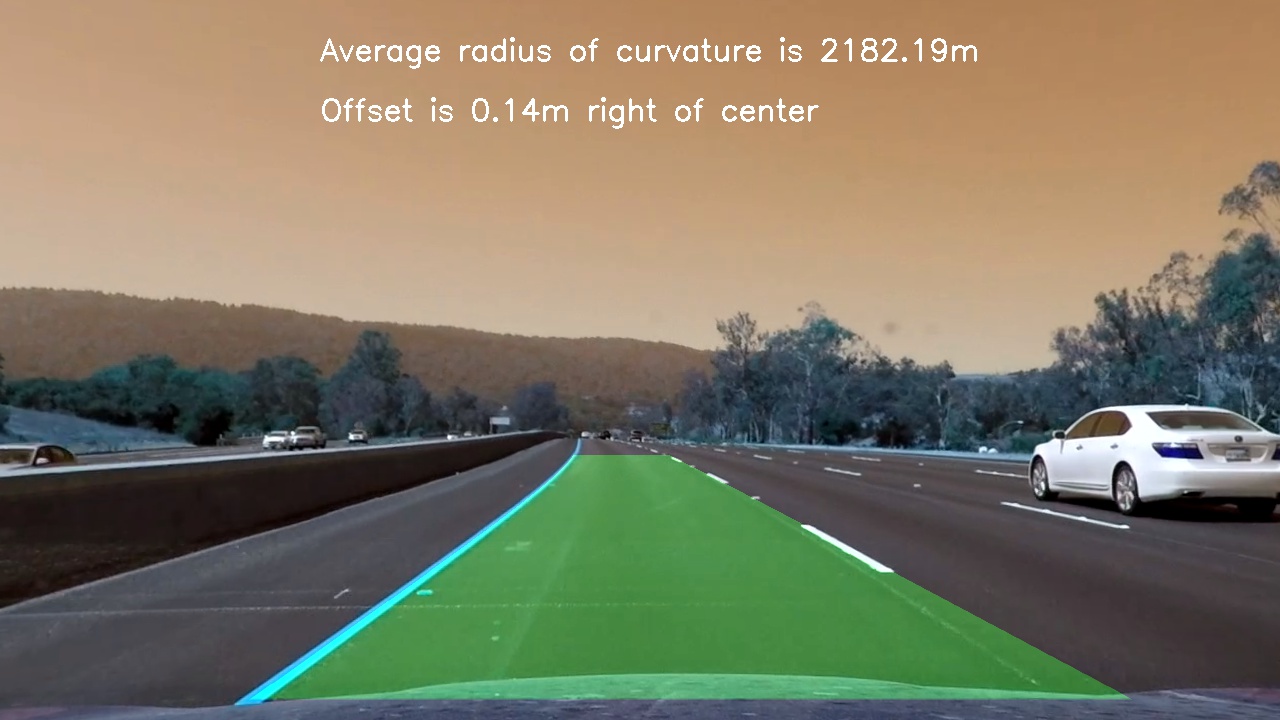 Average radius of curvature is 2182.19m
Offset is 0.14m right of center